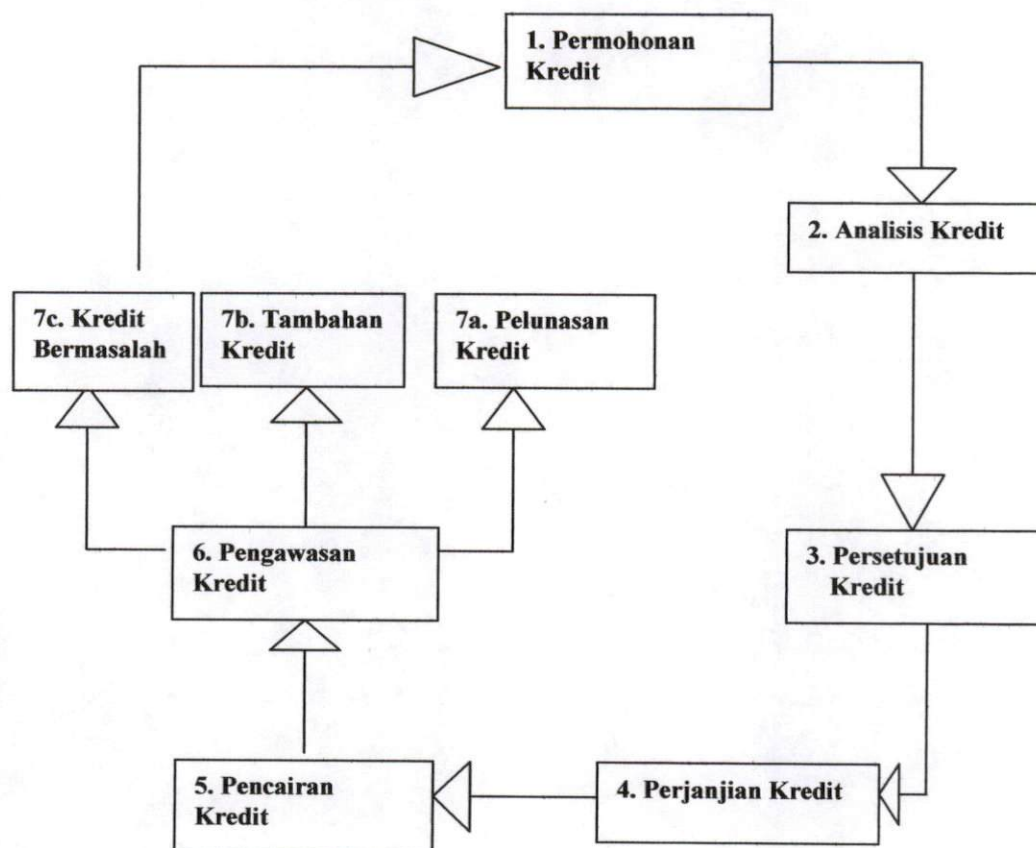 1. Permohonan
Kredit
2. Analisis Kredit
7c. Kredit
Bermasalah
7b. Tambahan
Kredit
7a. Pelunasan
Kredit
6. Pengawasan
Kredit
3. Persetujuan
Kredit
5. Pencairan
Kredit
4. Perjanjian Kredit